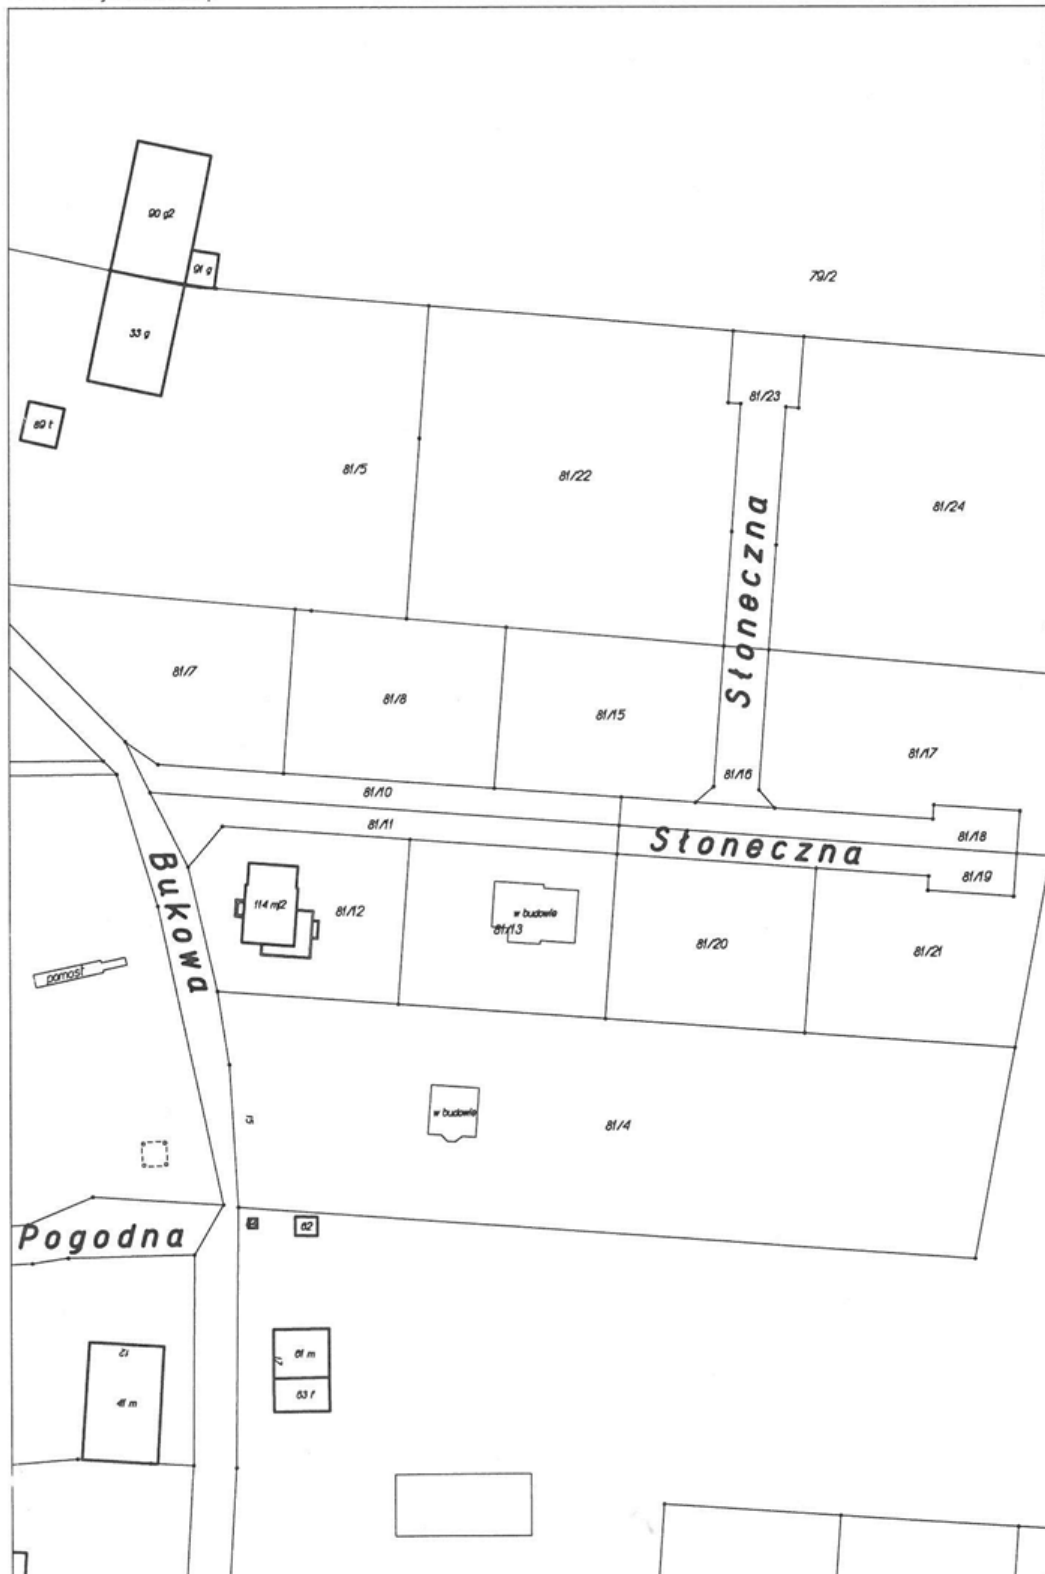 90 g2
91 g
79/2
33 g
81/23
89 t
81/5
81/22
81/24
Słoneczna
81/7
81/8
81/15
81/17
81/16
81/10
81/11
Słoneczna
81/18
81/19
Bukowa
114 mj2
81/12
w budowie
81/13
81/20
81/21
pomost
w budowie
81/4
Pogodna
62
61 m
63 f
41 m